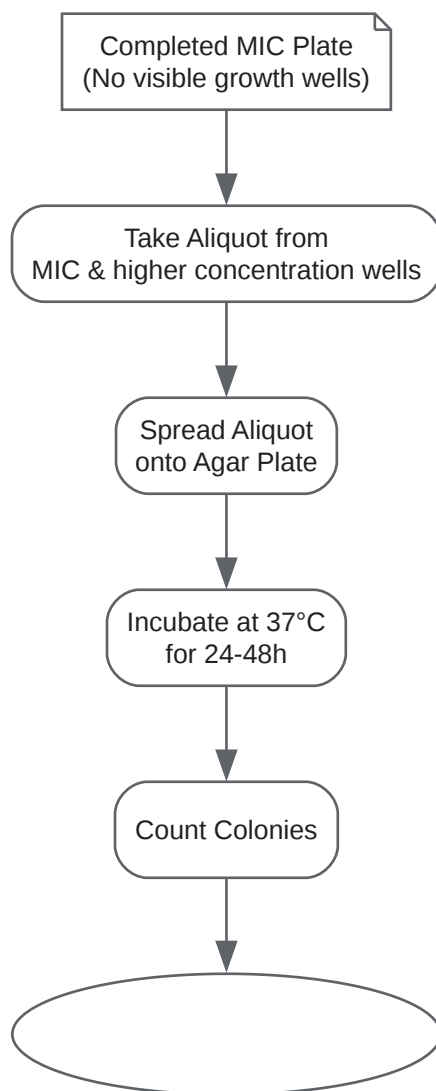 Completed MIC Plate
(No visible growth wells)
Take Aliquot from
MIC & higher concentration wells
Spread Aliquot
onto Agar Plate
Incubate at 37°C
for 24-48h
Count Colonies